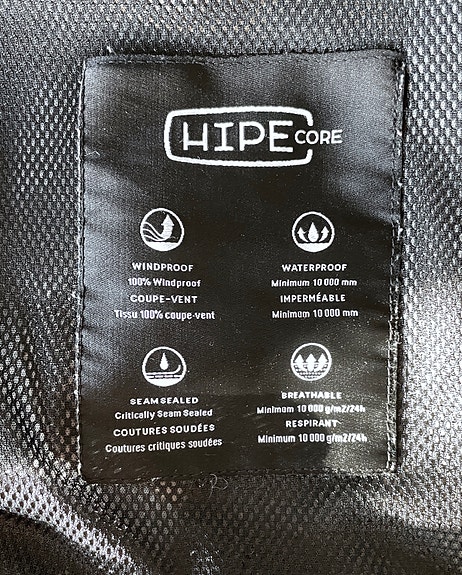 HIPE CORE
WINDPROOF
100% Windproof
COUPE-VENT
Tissu 100% coupe-vent
WATERPROOF
Minimum 10 000 mm
IMPERMÉABLE
Minimam 10 000 mm
SEAM SEALED
Critically Seam Sealed
COUTURES SOUDÉES
Coutures critiques soudées
BREATHABLE
Minimum 10 000 g/m2/24h
RESPIRANT
Minimum 10 000 g/m2/24h